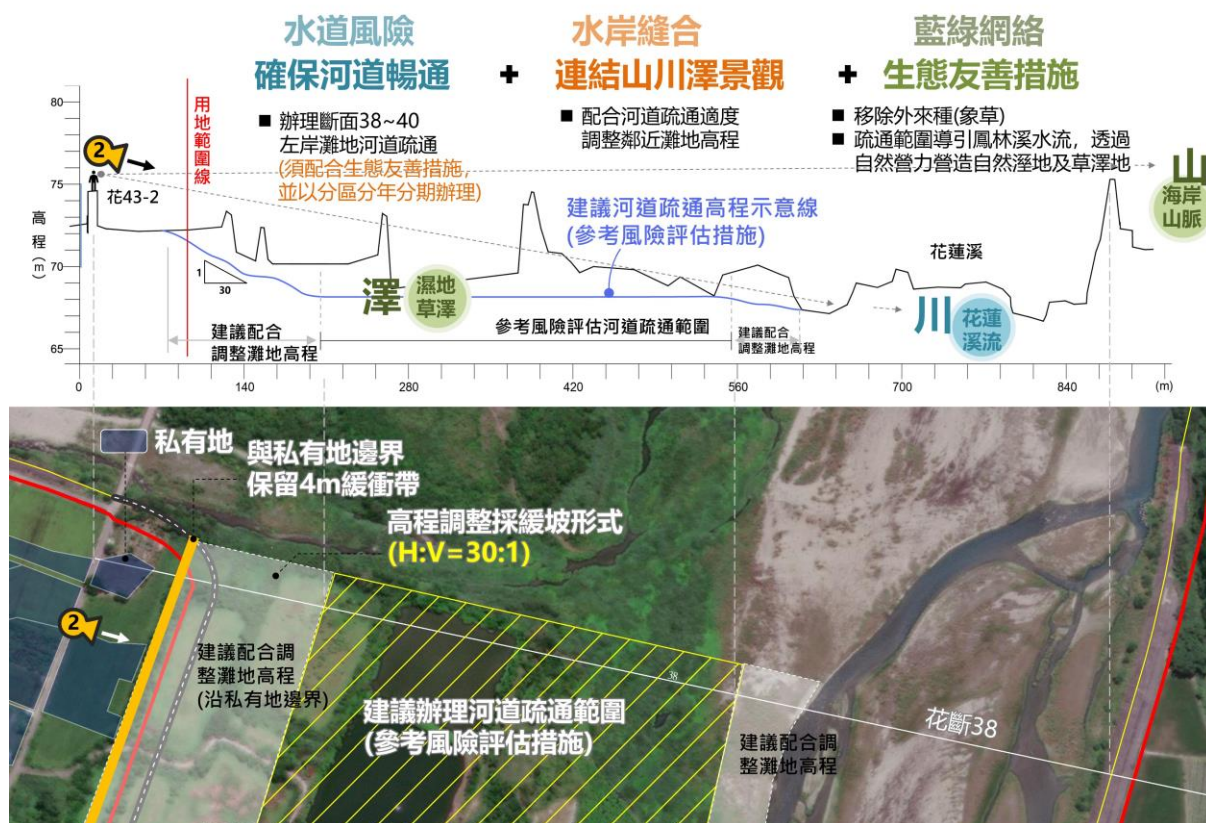 水道風險
確保河道暢通
+
水岸縫合
連結山川澤景觀
+
藍綠網絡
生態友善措施
■ 辦理斷面38~40
左岸灘地河道疏通
(須配合生態友善措施,
並以分區分年分期辦理)
■ 配合河道疏通適度
調整鄰近灘地高程
■ 移除外來種(象草)
■ 疏通範圍導引鳳林溪水流，透過
自然營力營造自然溼地及草澤地
用地範圍線
高程(m)
80
75
70
65
2
花43-2
1
30
建議河道疏通高程示意線
(參考風險評估措施)
澤
濕地
草澤
花蓮溪
川
花蓮
溪流
山
海岸
山脈
建議配合
調整灘地高程
參考風險評估河道疏通範圍
建議配合
調整灘地高程
0
140
280
420
560
700
840
(m)
私有地
與私有地邊界
保留4m緩衝帶
高程調整採緩坡形式
(H:V=30:1)
2
建議配合調
整灘地高程
(沿私有地邊界)
建議辦理河道疏通範圍
(參考風險評估措施)
38
建議配合調
整灘地高程
花斷38